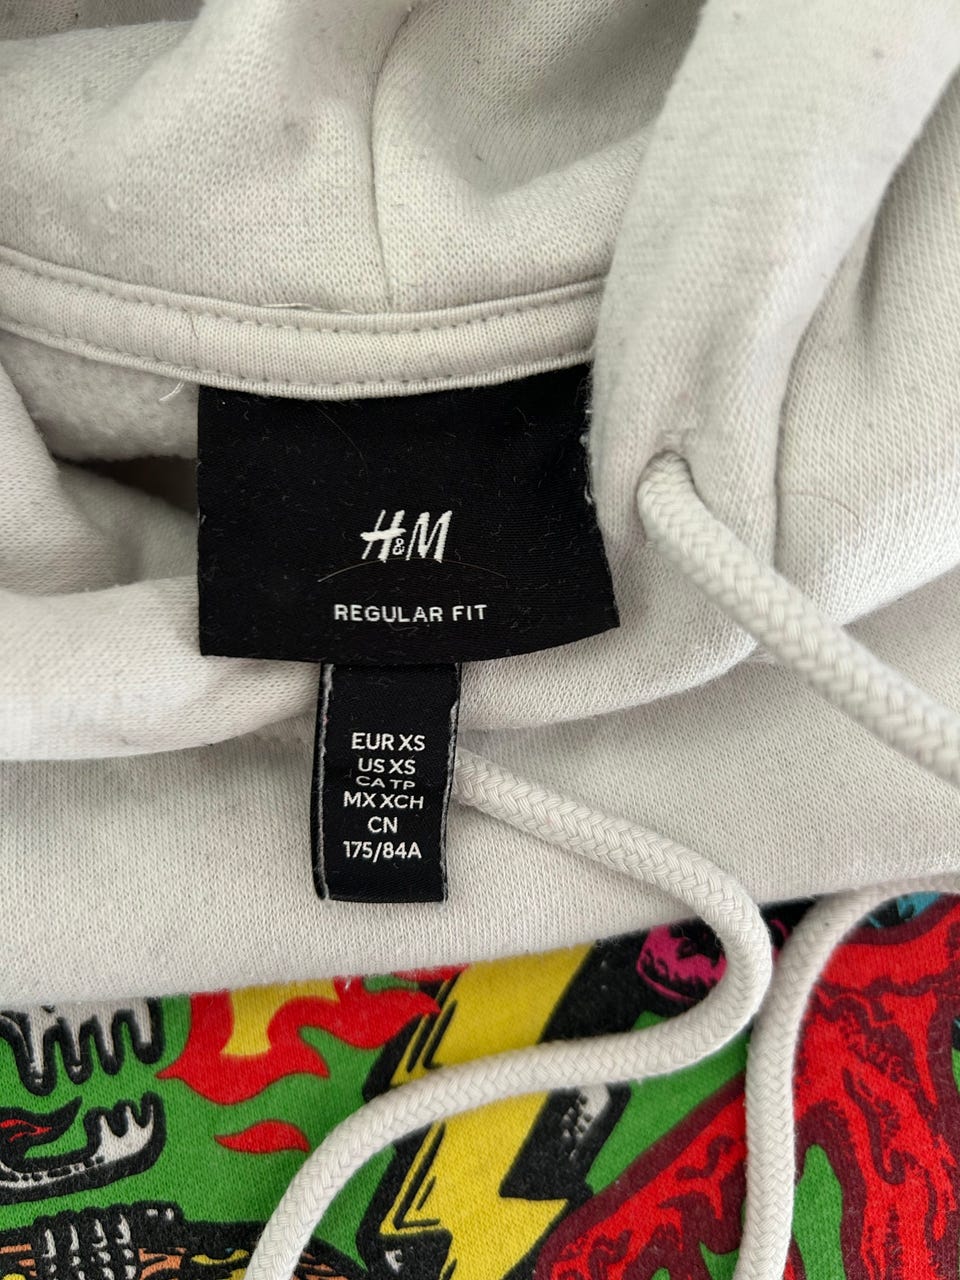 H&M
REGULAR FIT
EUR XS
US XS
CA TP
MX XCH
CN
175/84A